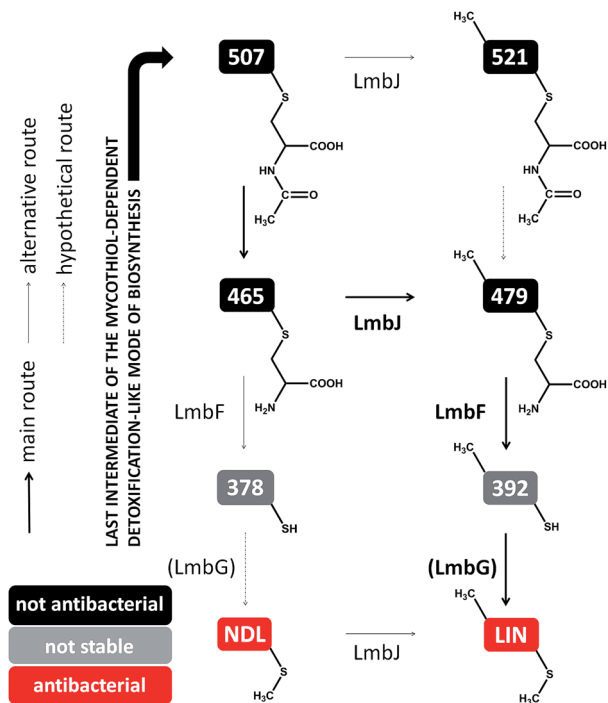 507
LmbJ
H₃C
521
S
COOH
HN
C=O
H₃C
S
COOH
HN
C=O
H₃C
alternative route
hypothetical route
main route
LAST INTERMEDIATE OF THE MYCOTHIOL-DEPENDENT
DETOXIFICATION-LIKE MODE OF BIOSYNTHESIS
465
LmbJ
H₃C
479
S
COOH
H₂N
S
COOH
H₂N
LmbF
LmbF
378
SH
H₃C
392
SH
(LmbG)
(LmbG)
not antibacterial
not stable
antibacterial
NDL
LmbJ
H₃C
LIN
S
H₃C
S
H₃C